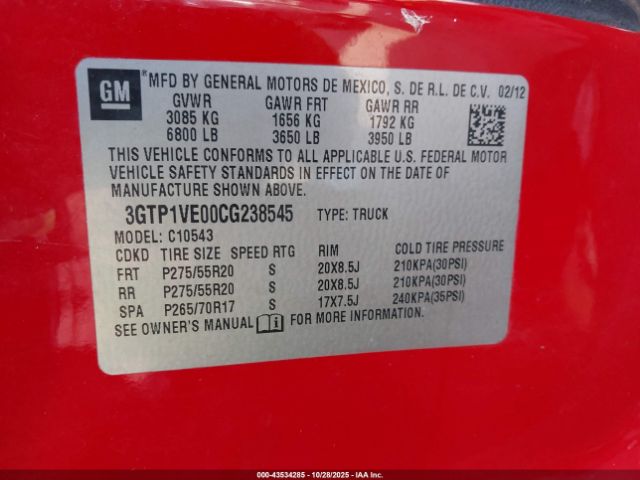 GM
®MFD BY GENERAL MOTORS DE MEXICO, S. DE R.L. DE C.V. 02/12
GVWR GAWR FRT GAWR RR
3085 KG 1656 KG 1792 KG
6800 LB 3650 LB 3950 LB
THIS VEHICLE CONFORMS TO ALL APPLICABLE U.S. FEDERAL MOTOR
VEHICLE SAFETY STANDARDS IN EFFECT ON THE DATE OF
MANUFACTURE SHOWN ABOVE.
3GTP1VE00CG238545 TYPE: TRUCK
MODEL: C10543
CDKD TIRE SIZE SPEED RTG RIM COLD TIRE PRESSURE
FRT P275/55R20 S 20X8.5J 210KPA(30PSI)
RR P275/55R20 S 20X8.5J 210KPA(30PSI)
SPA P265/70R17 S 17X7.5J 240KPA(35PSI)
SEE OWNER'S MANUAL FOR MORE INFORMATION.
000-43534285 | 10/28/2025 | IAAI.COM